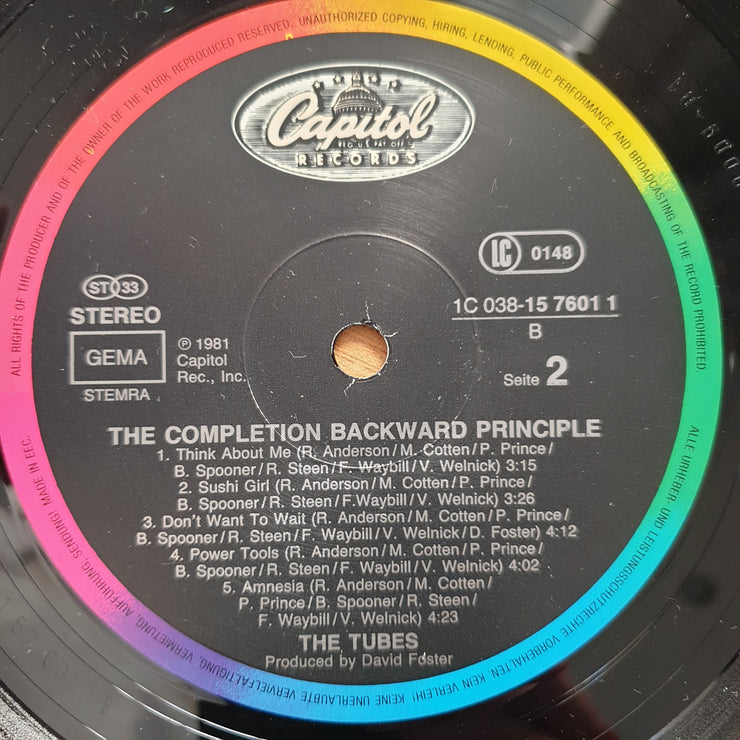 ALL RIGHTS OF THE PRODUCER AND OF THE OWNER OF THE WORK REPRODUCED RESERVED. UNAUTHORIZED COPYING, HIRING, LENDING, PUBLIC PERFORMANCE AND BROADCASTING OF THE RECORD PROHIBITED.
Capitol
RECORDS
LC 0148
ST 33
STEREO
GEMA
STEMRA
℗ 1981
Capitol
Rec., Inc.
1C 038-15 7601 1
B
Seite 2
THE COMPLETION BACKWARD PRINCIPLE
1. Think About Me (R. Anderson/M. Cotten/P. Prince/
B. Spooner/R. Steen/F. Waybill/V. Welnick) 3:15
2. Sushi Girl (R. Anderson/M. Cotten/P. Prince/
B. Spooner/R. Steen/F.Waybill/V. Welnick) 3:26
3. Don't Want To Wait (R. Anderson/M. Cotten/P. Prince/
B. Spooner/R. Steen/F. Waybill/V. Welnick/D. Foster) 4:12
4. Power Tools (R. Anderson/M. Cotten/P. Prince/
B. Spooner/R. Steen/F. Waybill/V. Welnick) 4:02
5. Amnesia (R. Anderson/M. Cotten/
P. Prince/B. Spooner/R. Steen/
F. Waybill/V. Welnick) 4:23
THE TUBES
Produced by David Foster
ALLE URHEBER- UND LEISTUNGSSCHUTZRECHTE VORBEHALTEN. KEIN VERLEIH! KEINE UNERLAUBTE VERVIELFÄLTIGUNG, VERMIETUNG, AUFFÜHRUNG, SENDUNG! MADE IN EEC.